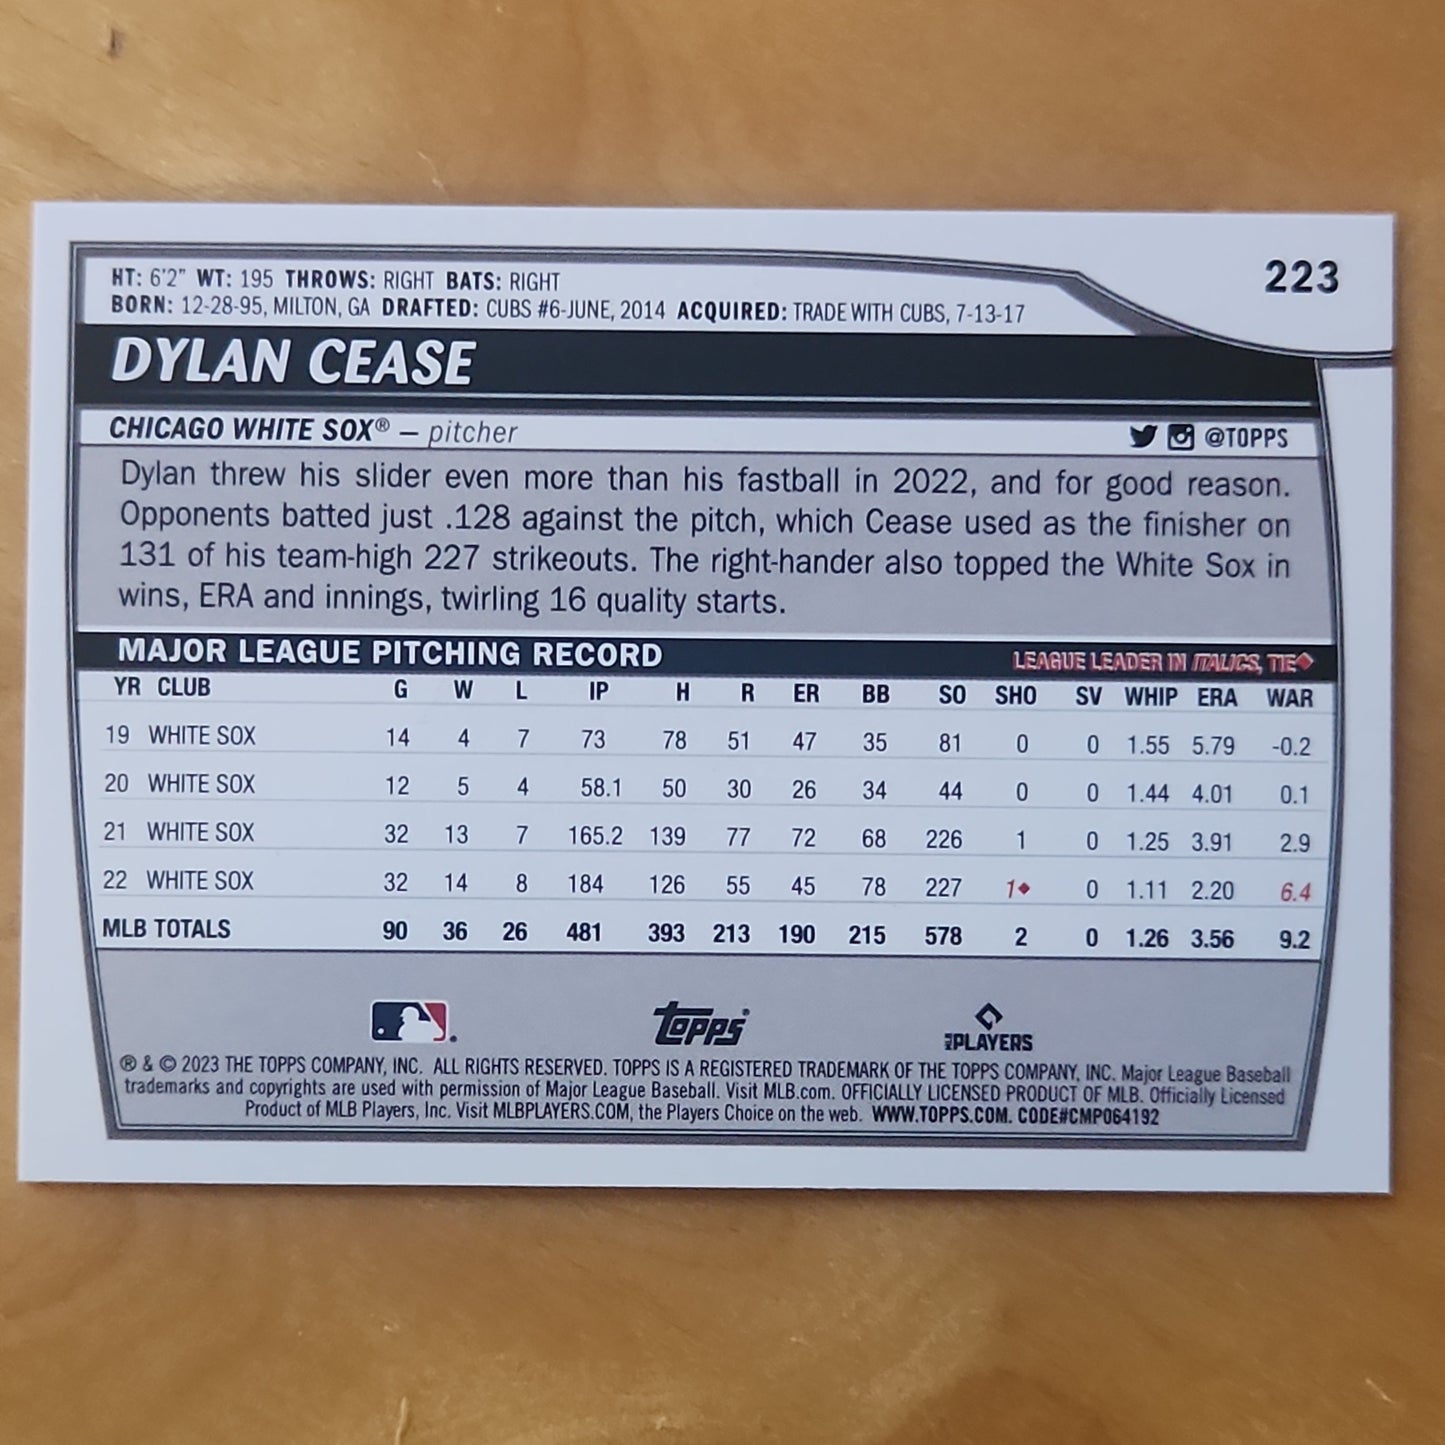 223
HT: 6'2" WT: 195 THROWS: RIGHT BATS: RIGHT
BORN: 12-28-95, MILTON, GA DRAFTED: CUBS #6-JUNE, 2014 ACQUIRED: TRADE WITH CUBS, 7-13-17
DYLAN CEASE
CHICAGO WHITE SOX® – pitcher @TOPPS
Dylan threw his slider even more than his fastball in 2022, and for good reason.
Opponents batted just .128 against the pitch, which Cease used as the finisher on
131 of his team-high 227 strikeouts. The right-hander also topped the White Sox in
wins, ERA and innings, twirling 16 quality starts.
MAJOR LEAGUE PITCHING RECORD LEAGUE LEADER IN ITALICS, TIE◆
YR CLUB G W L IP H R ER BB SO SHO SV WHIP ERA WAR
19 WHITE SOX 14 4 7 73 78 51 47 35 81 0 0 1.55 5.79 -0.2
20 WHITE SOX 12 5 4 58.1 50 30 26 34 44 0 0 1.44 4.01 0.1
21 WHITE SOX 32 13 7 165.2 139 77 72 68 226 1 0 1.25 3.91 2.9
22 WHITE SOX 32 14 8 184 126 55 45 78 227 1◆ 0 1.11 2.20 6.4
MLB TOTALS 90 36 26 481 393 213 190 215 578 2 0 1.26 3.56 9.2
Topps
MLB PLAYERS
® & © 2023 THE TOPPS COMPANY, INC. ALL RIGHTS RESERVED. TOPPS IS A REGISTERED TRADEMARK OF THE TOPPS COMPANY, INC. Major League Baseball
trademarks and copyrights are used with permission of Major League Baseball. Visit MLB.com. OFFICIALLY LICENSED PRODUCT OF MLB. Officially Licensed
Product of MLB Players, Inc. Visit MLBPLAYERS.COM, the Players Choice on the web. WWW.TOPPS.COM. CODE#CMP064192